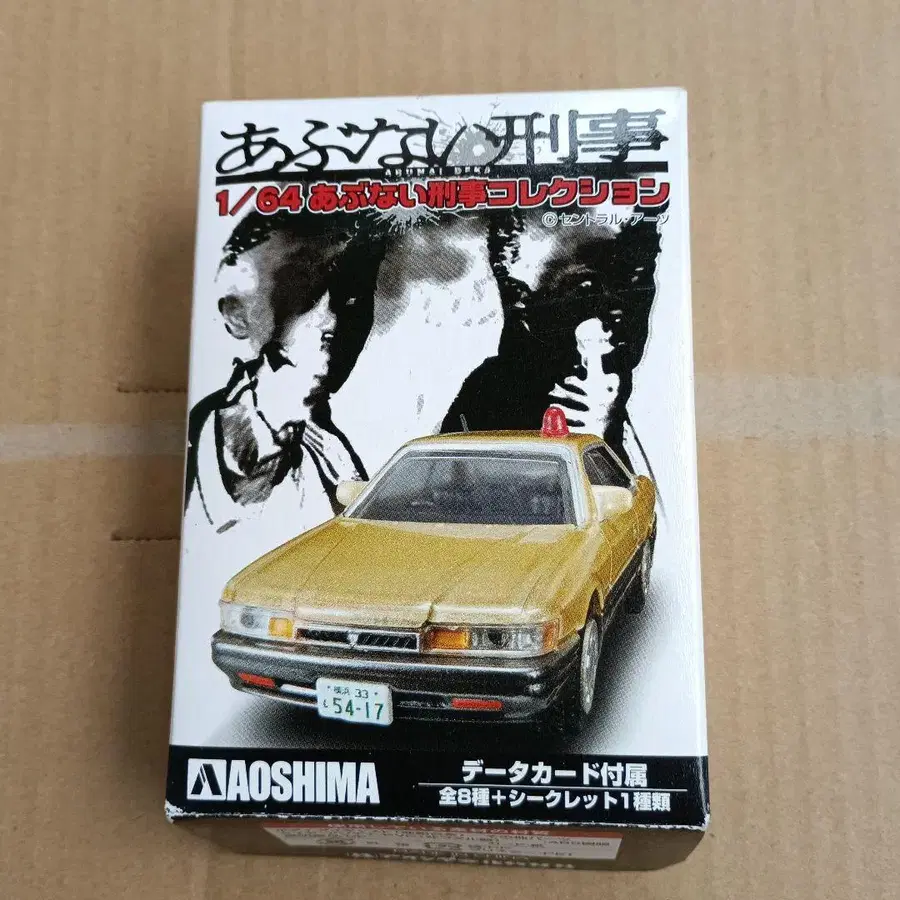 あぶない刑事
ABUNAI DEKA
1/64 あぶない刑事コレクション
©セントラル・アーツ
横浜 33
54-17
AOSHIMA
データカード付属
全8種+シークレット1種類